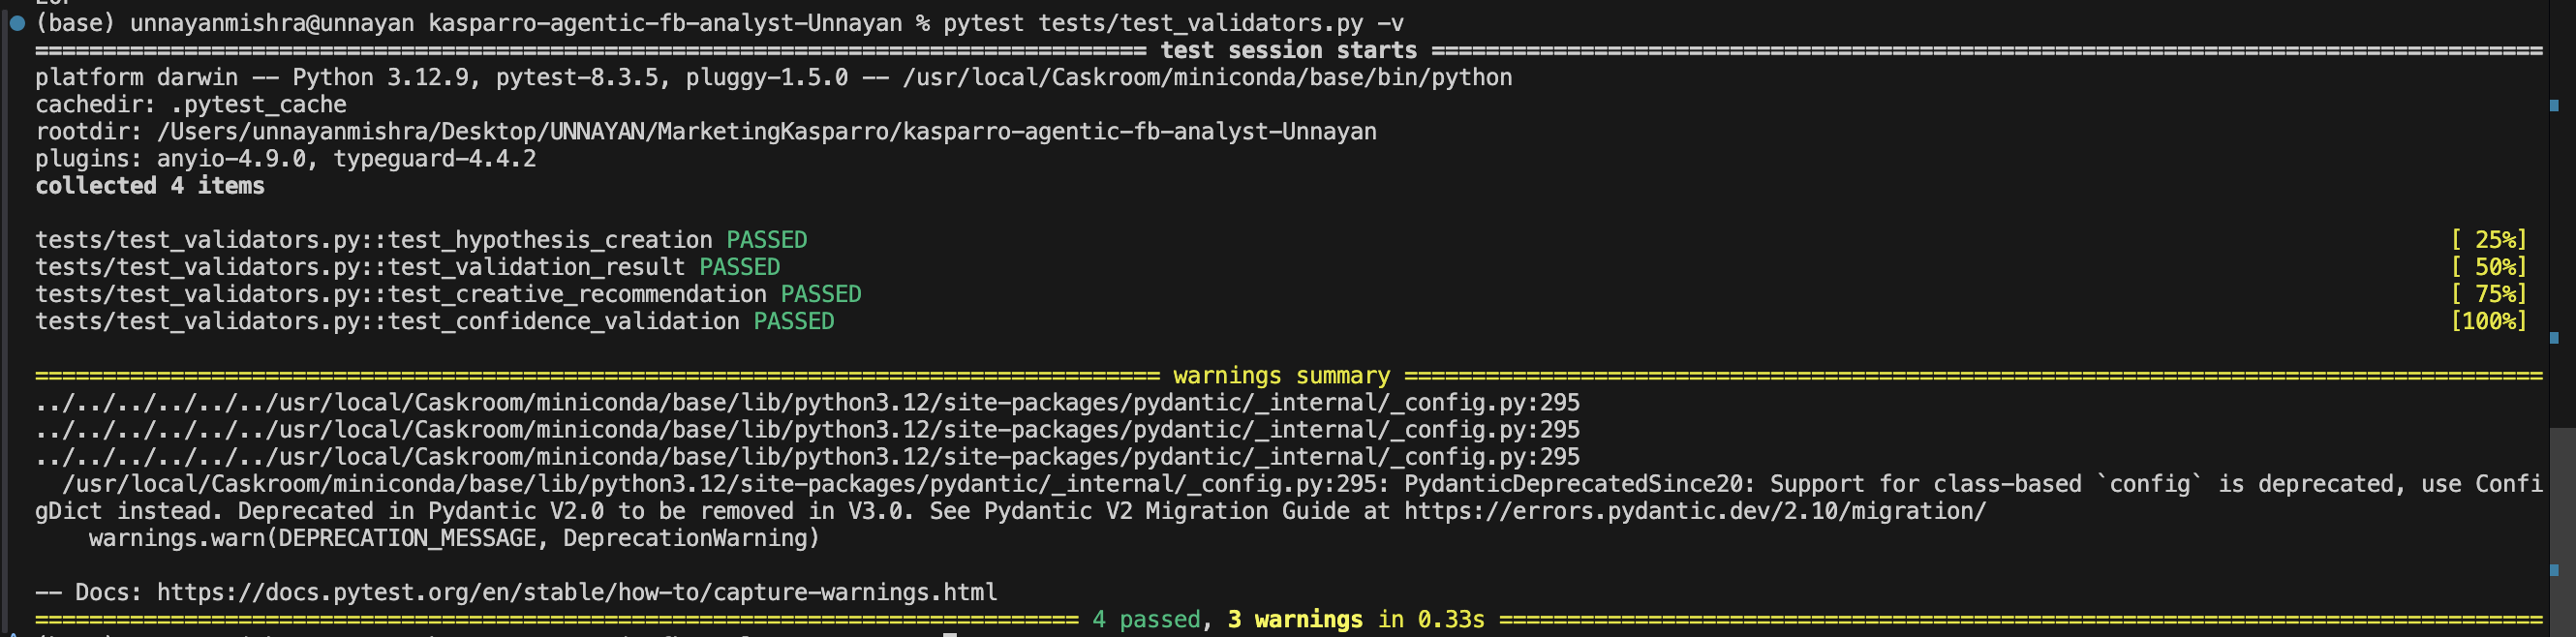 (base) unnayanmishra@unnayan kasparro-agentic-fb-analyst-Unnayan % pytest tests/test_validators.py -v
============================== test session starts ==============================
platform darwin -- Python 3.12.9, pytest-8.3.5, pluggy-1.5.0 -- /usr/local/Caskroom/miniconda/base/bin/python
cachedir: .pytest_cache
rootdir: /Users/unnayanmishra/Desktop/UNNAYAN/MarketingKasparro/kasparro-agentic-fb-analyst-Unnayan
plugins: anyio-4.9.0, typeguard-4.4.2
collected 4 items
tests/test_validators.py::test_hypothesis_creation PASSED [ 25%]
tests/test_validators.py::test_validation_result PASSED [ 50%]
tests/test_validators.py::test_creative_recommendation PASSED [ 75%]
tests/test_validators.py::test_confidence_validation PASSED [100%]
============================== warnings summary ==============================
../../../../../../usr/local/Caskroom/miniconda/base/lib/python3.12/site-packages/pydantic/_internal/_config.py:295
../../../../../../usr/local/Caskroom/miniconda/base/lib/python3.12/site-packages/pydantic/_internal/_config.py:295
../../../../../../usr/local/Caskroom/miniconda/base/lib/python3.12/site-packages/pydantic/_internal/_config.py:295
/usr/local/Caskroom/miniconda/base/lib/python3.12/site-packages/pydantic/_internal/_config.py:295: PydanticDeprecatedSince20: Support for class-based `config` is deprecated, use Confi
gDict instead. Deprecated in Pydantic V2.0 to be removed in V3.0. See Pydantic V2 Migration Guide at https://errors.pydantic.dev/2.10/migration/
warnings.warn(DEPRECATION_MESSAGE, DeprecationWarning)
-- Docs: https://docs.pytest.org/en/stable/how-to/capture-warnings.html
============================== 4 passed, 3 warnings in 0.33s ==============================